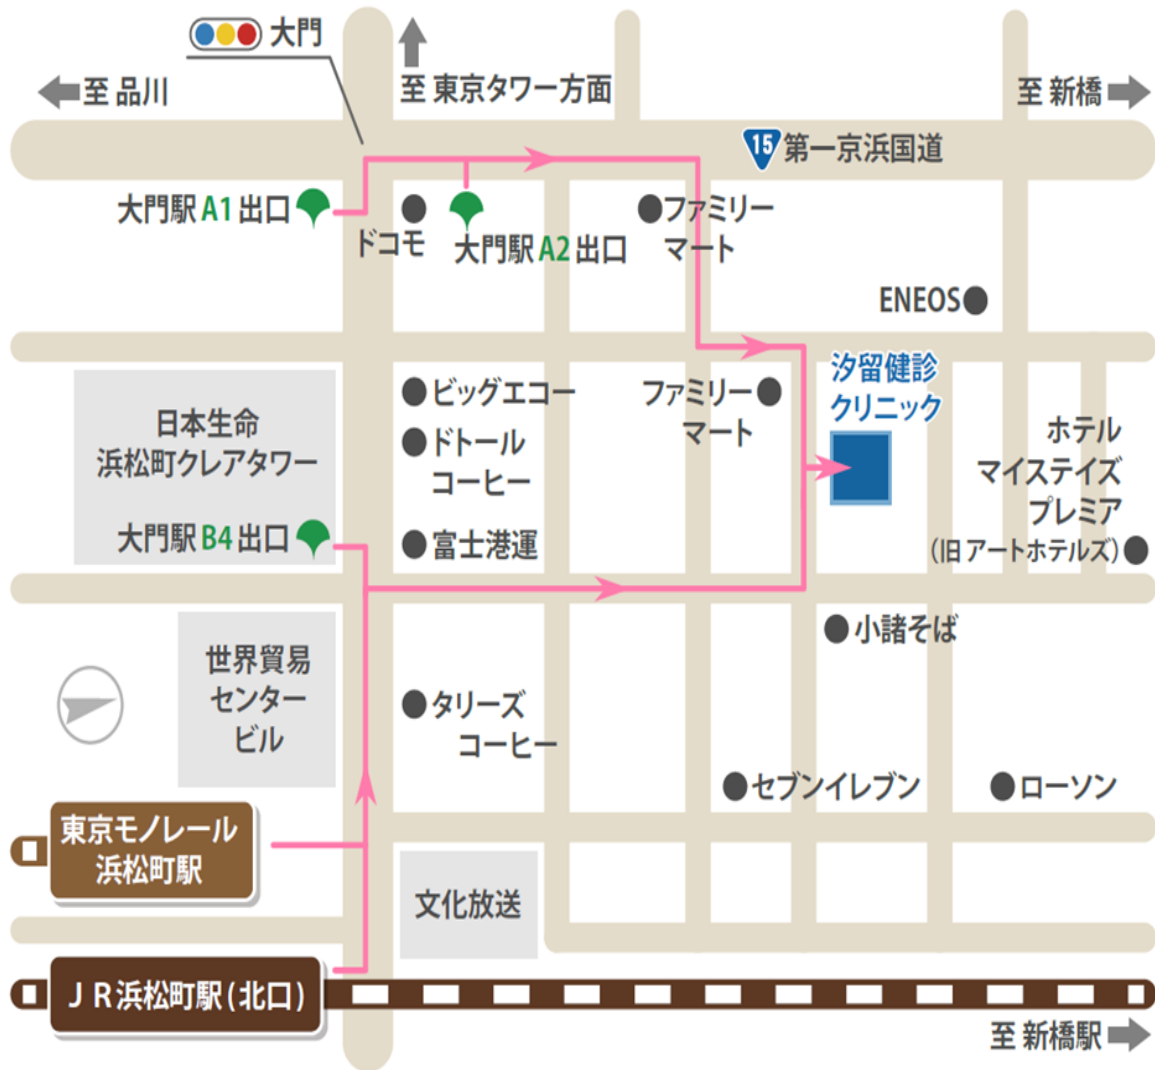 大門
至 品川
至 東京タワー方面
至 新橋
15 第一京浜国道
大門駅 A1 出口
ドコモ
大門駅 A2 出口
ファミリー
マート
ENEOS
汐留健診
クリニック
日本生命
浜松町クレアタワー
大門駅 B4 出口
ビッグエコー
ドトール
コーヒー
富士港運
ファミリー
マート
ホテル
マイステイズ
プレミア
(旧アートホテルズ)
小諸そば
世界貿易
センター
ビル
タリーズ
コーヒー
セブンイレブン
ローソン
東京モノレール
浜松町駅
文化放送
JR浜松町駅(北口)
至 新橋駅